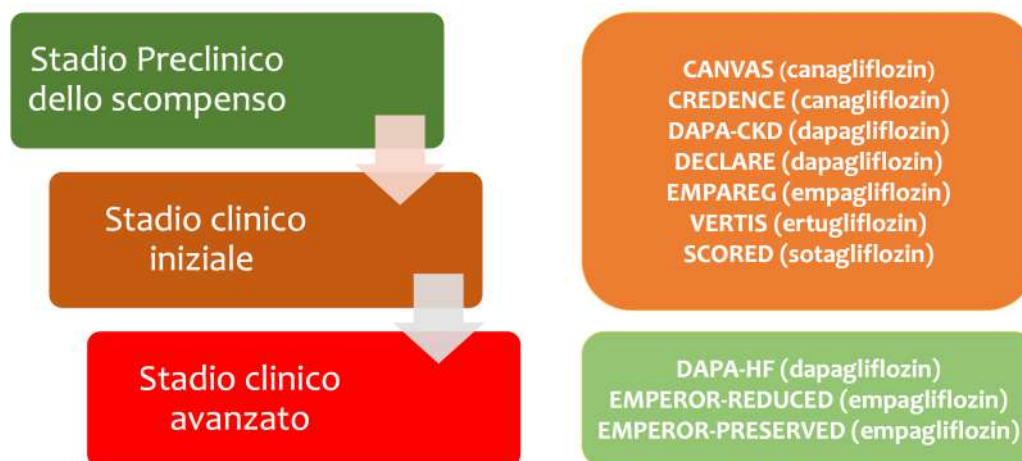 Stadio Preclinico
dello scompenso
Stadio clinico
iniziale
Stadio clinico
avanzato
CANVAS (canagliflozin)
CREDENCE (canagliflozin)
DAPA-CKD (dapagliflozin)
DECLARE (dapagliflozin)
EMPAREG (empagliflozin)
VERTIS (ertugliflozin)
SCORED (sotagliflozin)
DAPA-HF (dapagliflozin)
EMPEROR-REDUCED (empagliflozin)
EMPEROR-PRESERVED (empagliflozin)